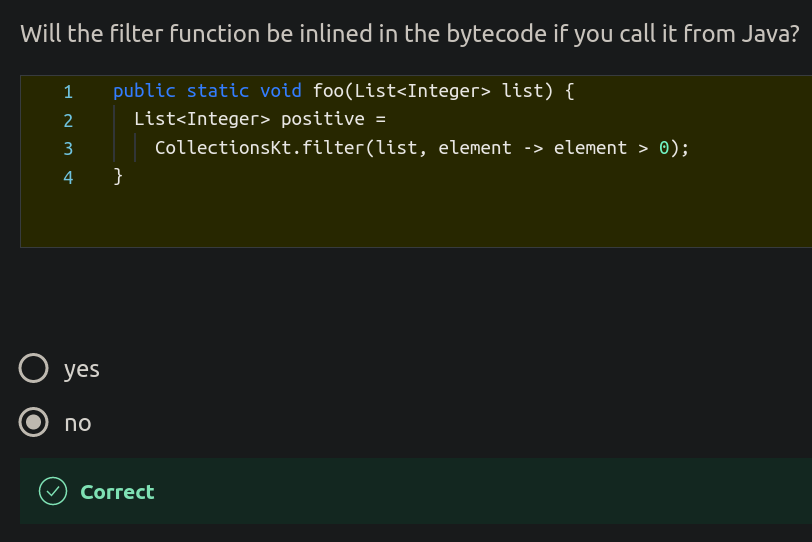 Will the filter function be inlined in the bytecode if you call it from Java?
1 public static void foo(List<Integer> list) {
2 List<Integer> positive =
3 CollectionsKt.filter(list, element -> element > 0);
4 }
yes
no
Correct